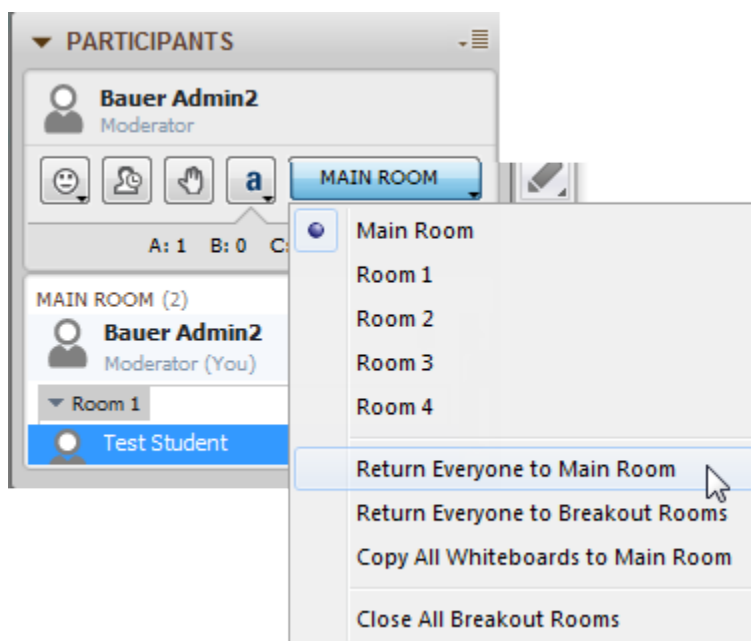 PARTICIPANTS
Bauer Admin2
Moderator
a
MAIN ROOM
A: 1 B: 0 C:
MAIN ROOM (2)
Bauer Admin2
Moderator (You)
Room 1
Test Student
Main Room
Room 1
Room 2
Room 3
Room 4
Return Everyone to Main Room
Return Everyone to Breakout Rooms
Copy All Whiteboards to Main Room
Close All Breakout Rooms